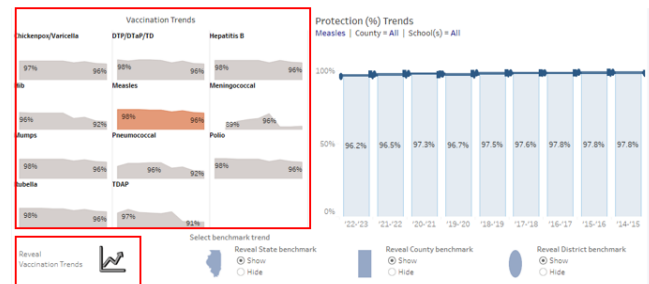 Vaccination Trends
Chickenpox/Varicella DTP/DTaP/TD Hepatitis B
97% 96% 98% 96% 98% 96%
Hib Measles Meningococcal
96% 92% 98% 96% 89% 96%
Mumps Pneumococcal Polio
98% 96% 96% 92% 98% 96%
Rubella TDAP
98% 96% 97% 91%
Protection (%) Trends
Measles | County = All | School(s) = All
100%
50% 96.2% 96.5% 97.3% 96.7% 97.5% 97.6% 97.8% 97.8% 97.8%
0%
'22-'23 '21-'22 '20-'21 '19-'20 '18-'19 '17-'18 '16-'17 '15-'16 '14-'15
Select benchmark trend
Reveal
Vaccination Trends
Reveal State benchmark
Show
Hide
Reveal County benchmark
Show
Hide
Reveal District benchmark
Show
Hide